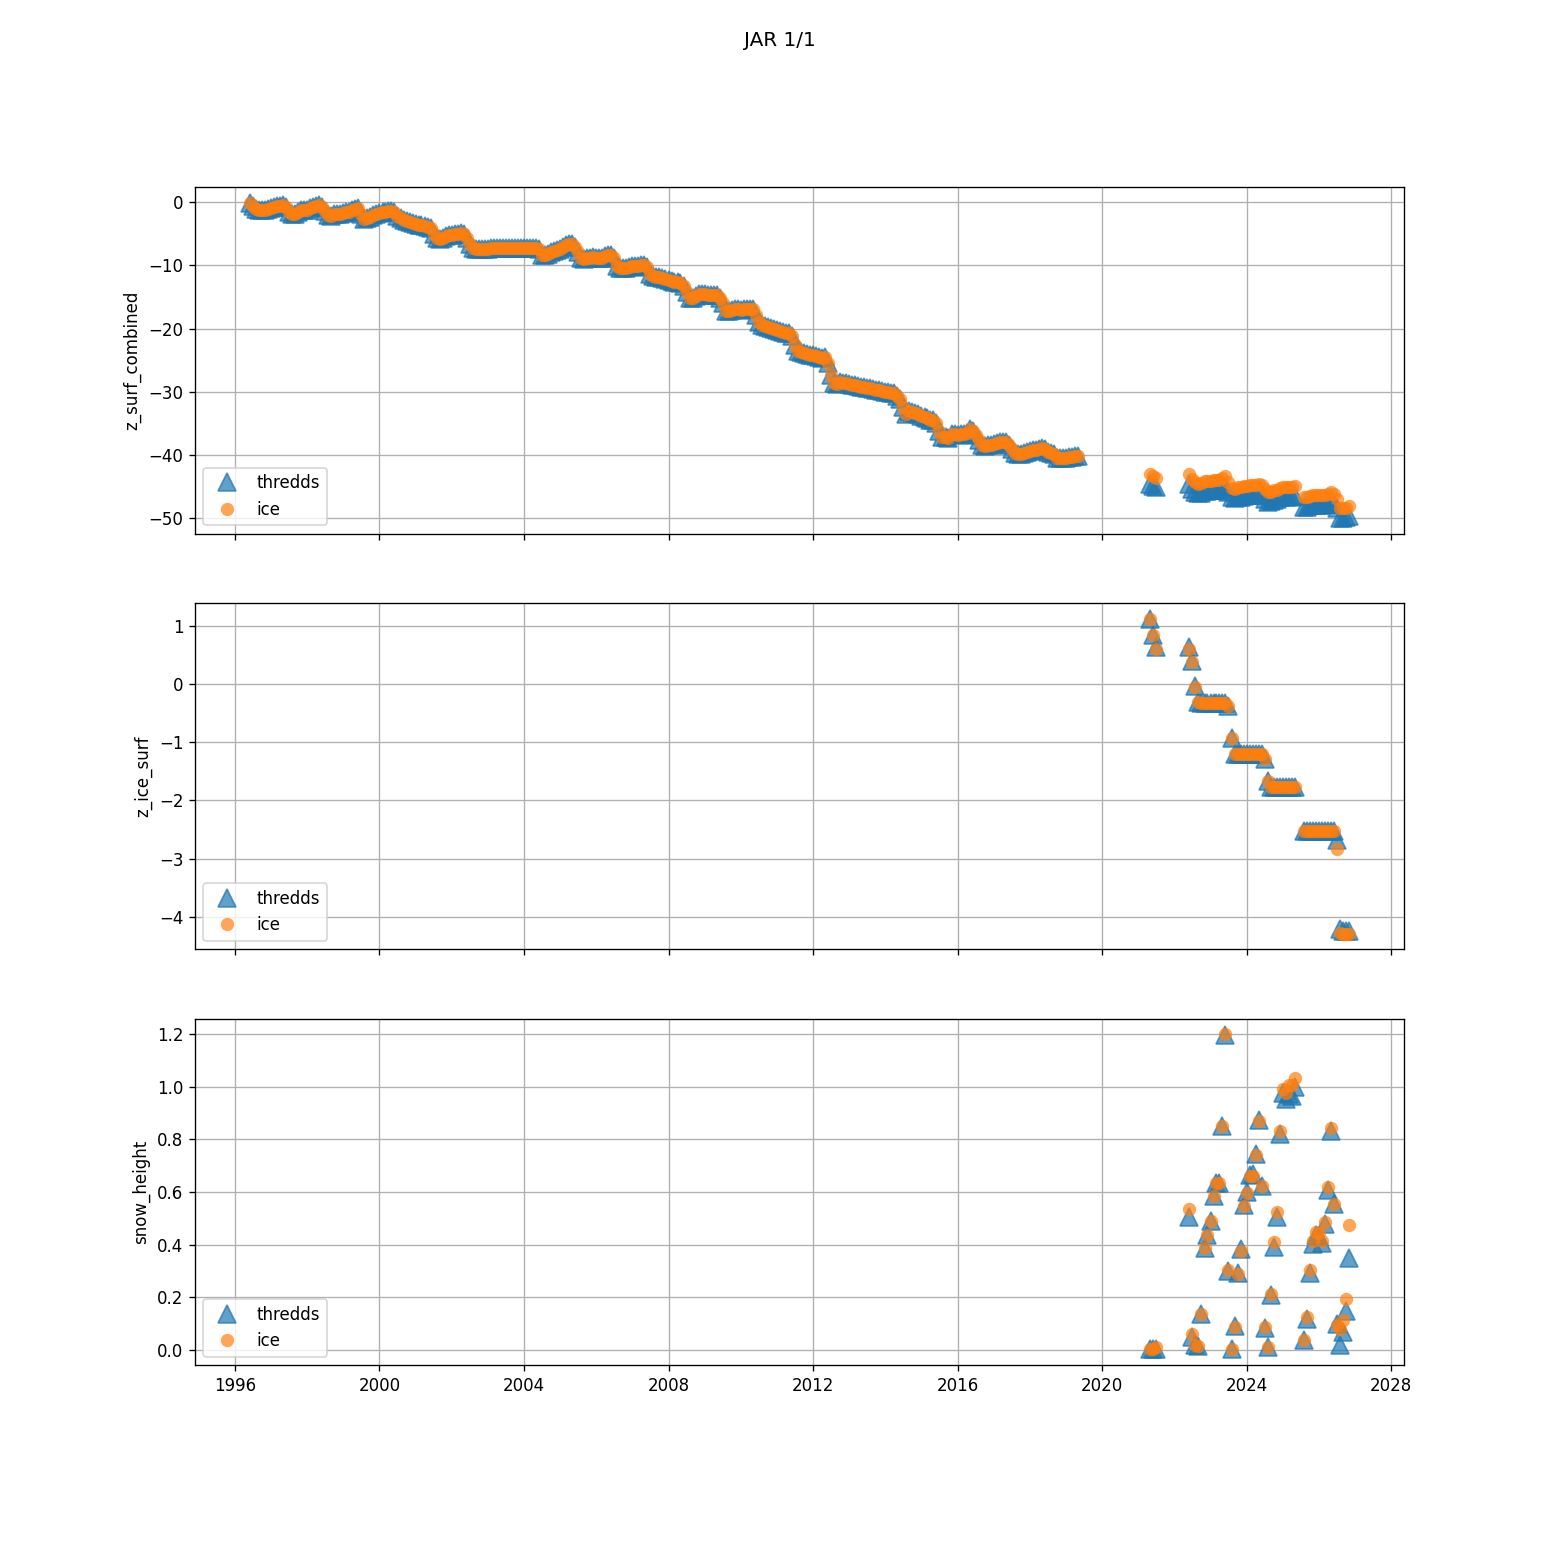 JAR 1/1
z_surf_combined
0
−10
−20
−30
−40
−50
thredds
ice
z_ice_surf
1
0
−1
−2
−3
−4
thredds
ice
snow_height
1.2
1.0
0.8
0.6
0.4
0.2
0.0
thredds
ice
1996 2000 2004 2008 2012 2016 2020 2024 2028